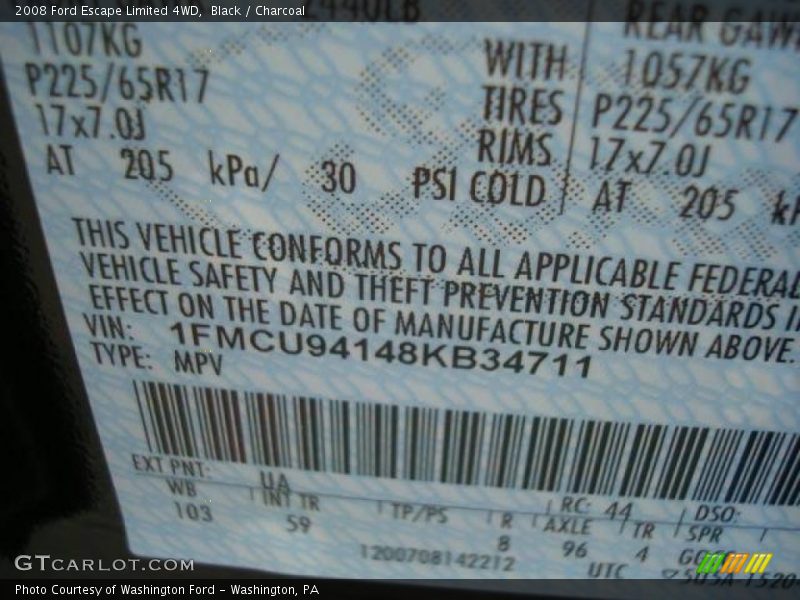 2008 Ford Escape Limited 4WD, Black / Charcoal
1107KG WITH 1057KG
P225/65R17 TIRES P225/65R17
17x7.0J RIMS 17x7.0J
AT 205 kPa/ 30 PSI COLD AT 205
THIS VEHICLE CONFORMS TO ALL APPLICABLE FEDERAL
VEHICLE SAFETY AND THEFT PREVENTION STANDARDS
EFFECT ON THE DATE OF MANUFACTURE SHOWN ABOVE.
VIN: 1FMCU94148KB34711
TYPE: MPV
EXT PNT: UA RC: 44 DSO:
WB INT TR TP/PS R AXLE TR SPR
103 59 8 96 4
1200708142212 UTC
GTCARLOT.COM
Photo Courtesy of Washington Ford - Washington, PA